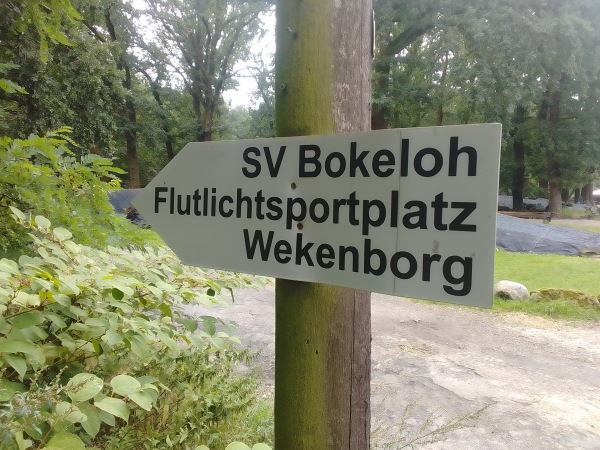 SV Bokeloh
Flutlichtsportplatz
Wekenborg